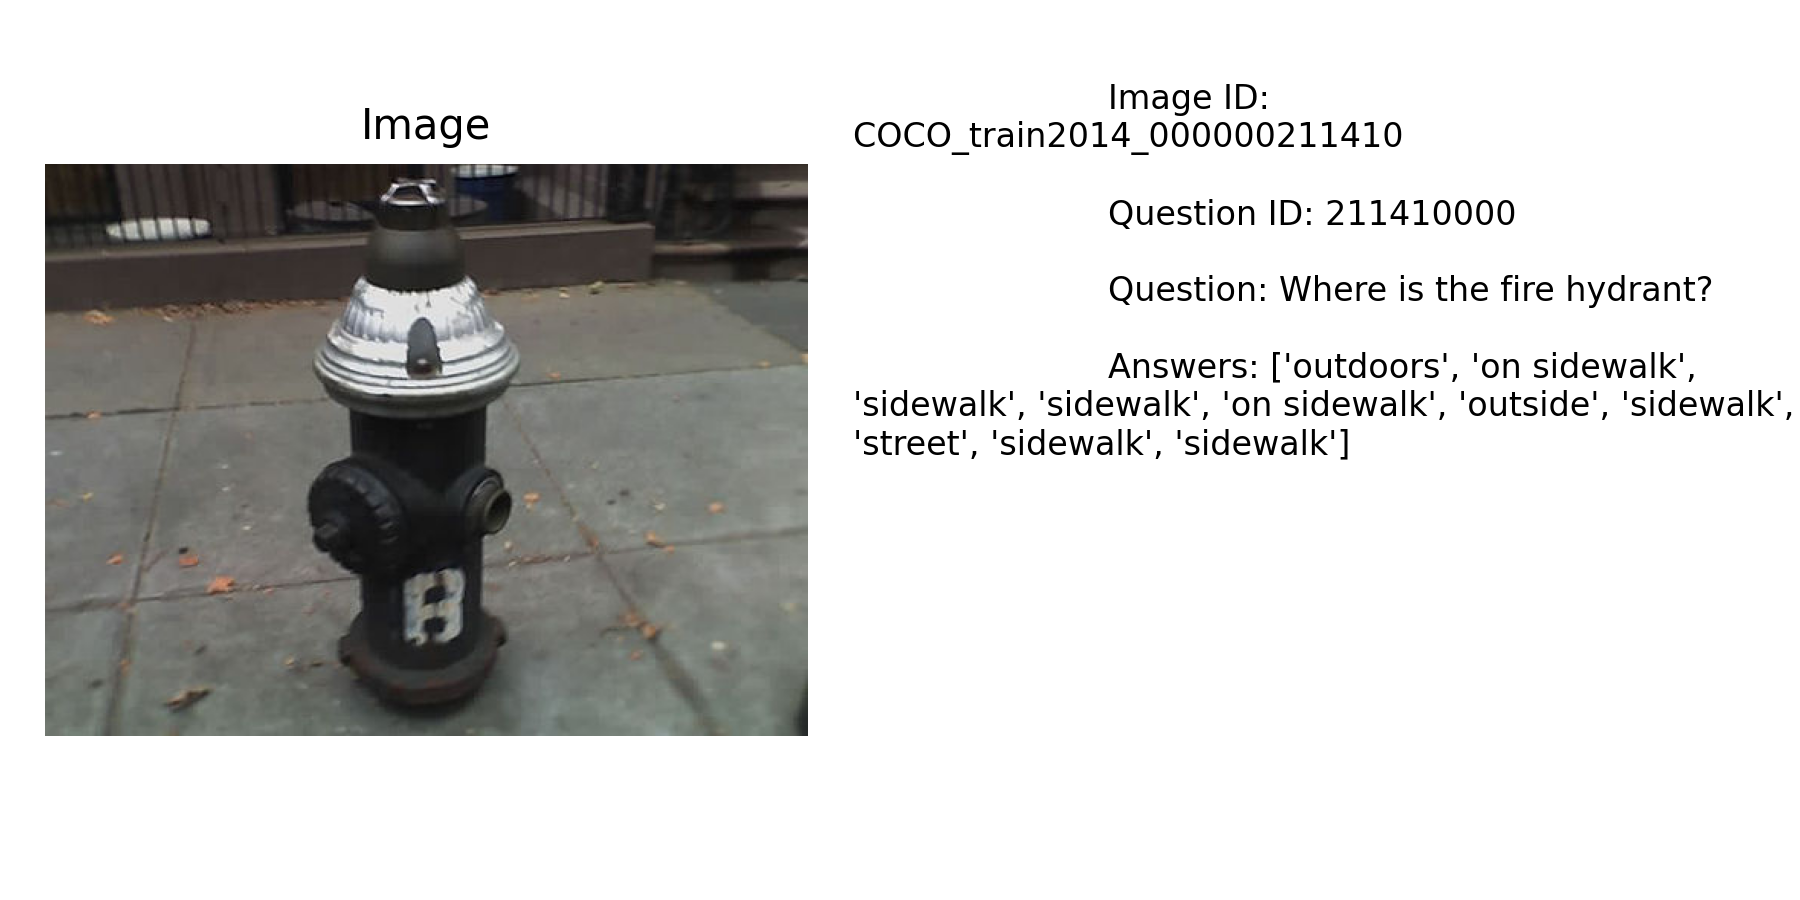 Image
Image ID:
COCO_train2014_000000211410
Question ID: 211410000
Question: Where is the fire hydrant?
Answers: ['outdoors', 'on sidewalk',
'sidewalk', 'sidewalk', 'on sidewalk', 'outside', 'sidewalk',
'street', 'sidewalk', 'sidewalk']
B